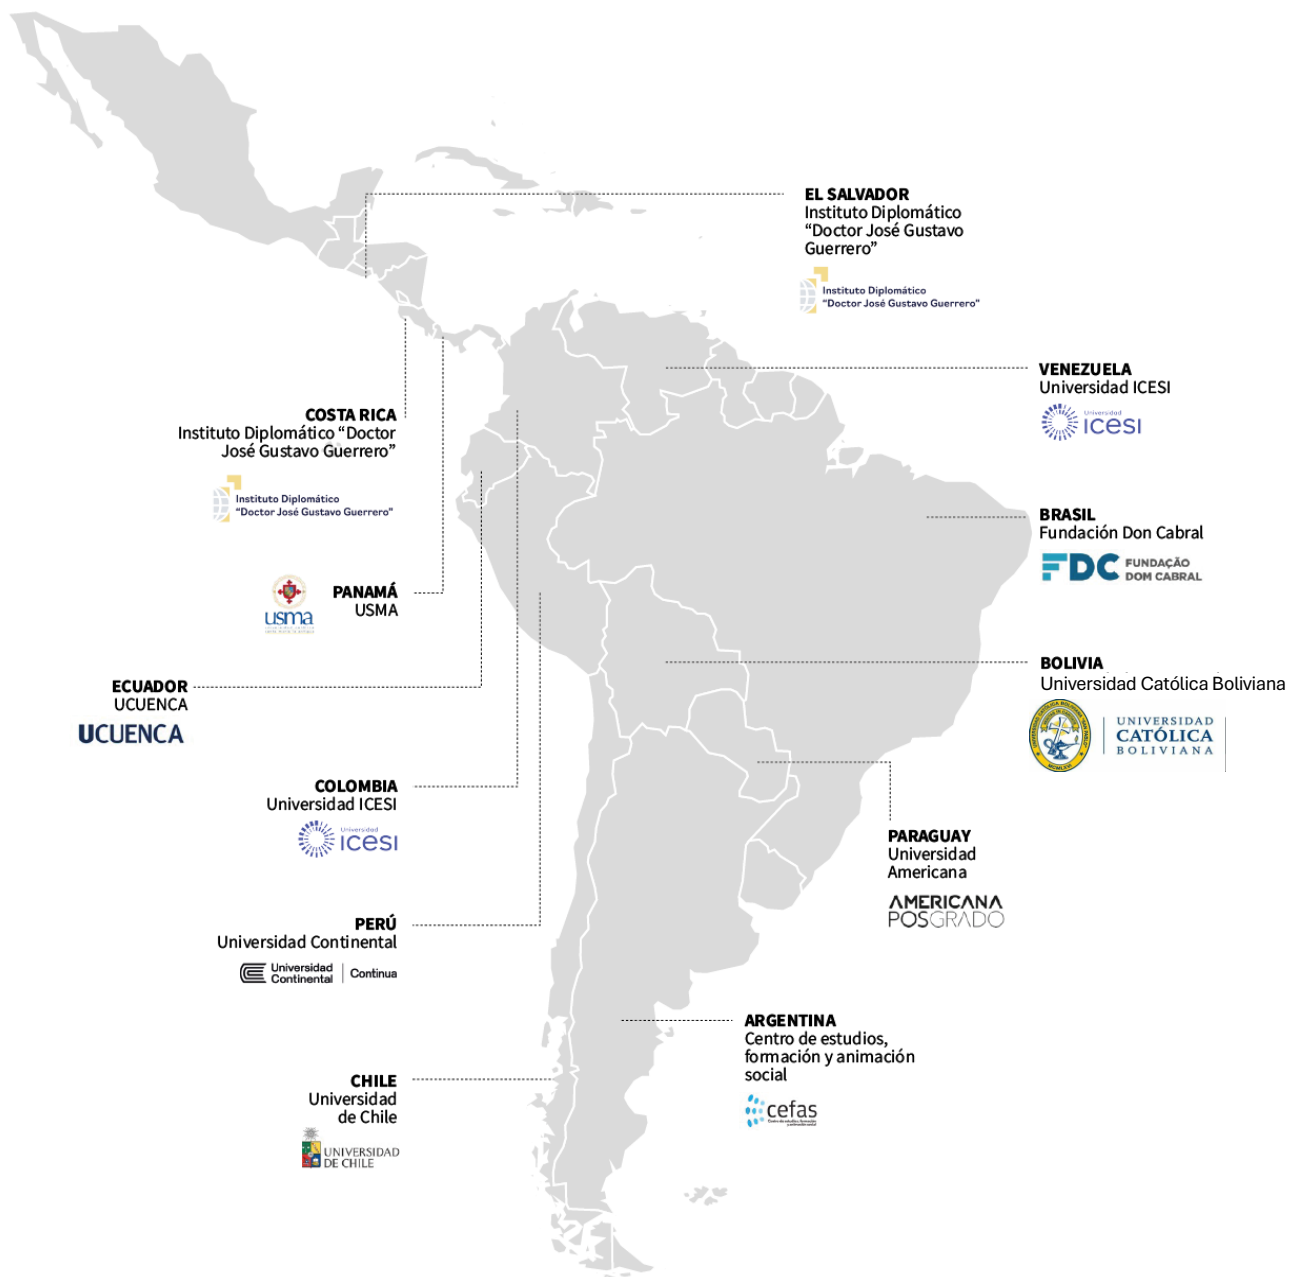 EL SALVADOR
Instituto Diplomático
“Doctor José Gustavo
Guerrero”
Instituto Diplomático
“Doctor José Gustavo Guerrero”
VENEZUELA
Universidad ICESI
Universidad
icesi
COSTA RICA
Instituto Diplomático “Doctor
José Gustavo Guerrero”
Instituto Diplomático
“Doctor José Gustavo Guerrero”
BRASIL
Fundación Don Cabral
FDC FUNDAÇÃO
DOM CABRAL
PANAMÁ
USMA
usma
BOLIVIA
Universidad Católica Boliviana
UNIVERSIDAD
CATÓLICA
BOLIVIANA
ECUADOR
UCUENCA
UCUENCA
COLOMBIA
Universidad ICESI
Universidad
icesi
PARAGUAY
Universidad
Americana
AMERICANA
POSGRADO
PERÚ
Universidad Continental
Universidad
Continental
Continua
ARGENTINA
Centro de estudios,
formación y animación
social
cefas
CHILE
Universidad
de Chile
UNIVERSIDAD
DE CHILE